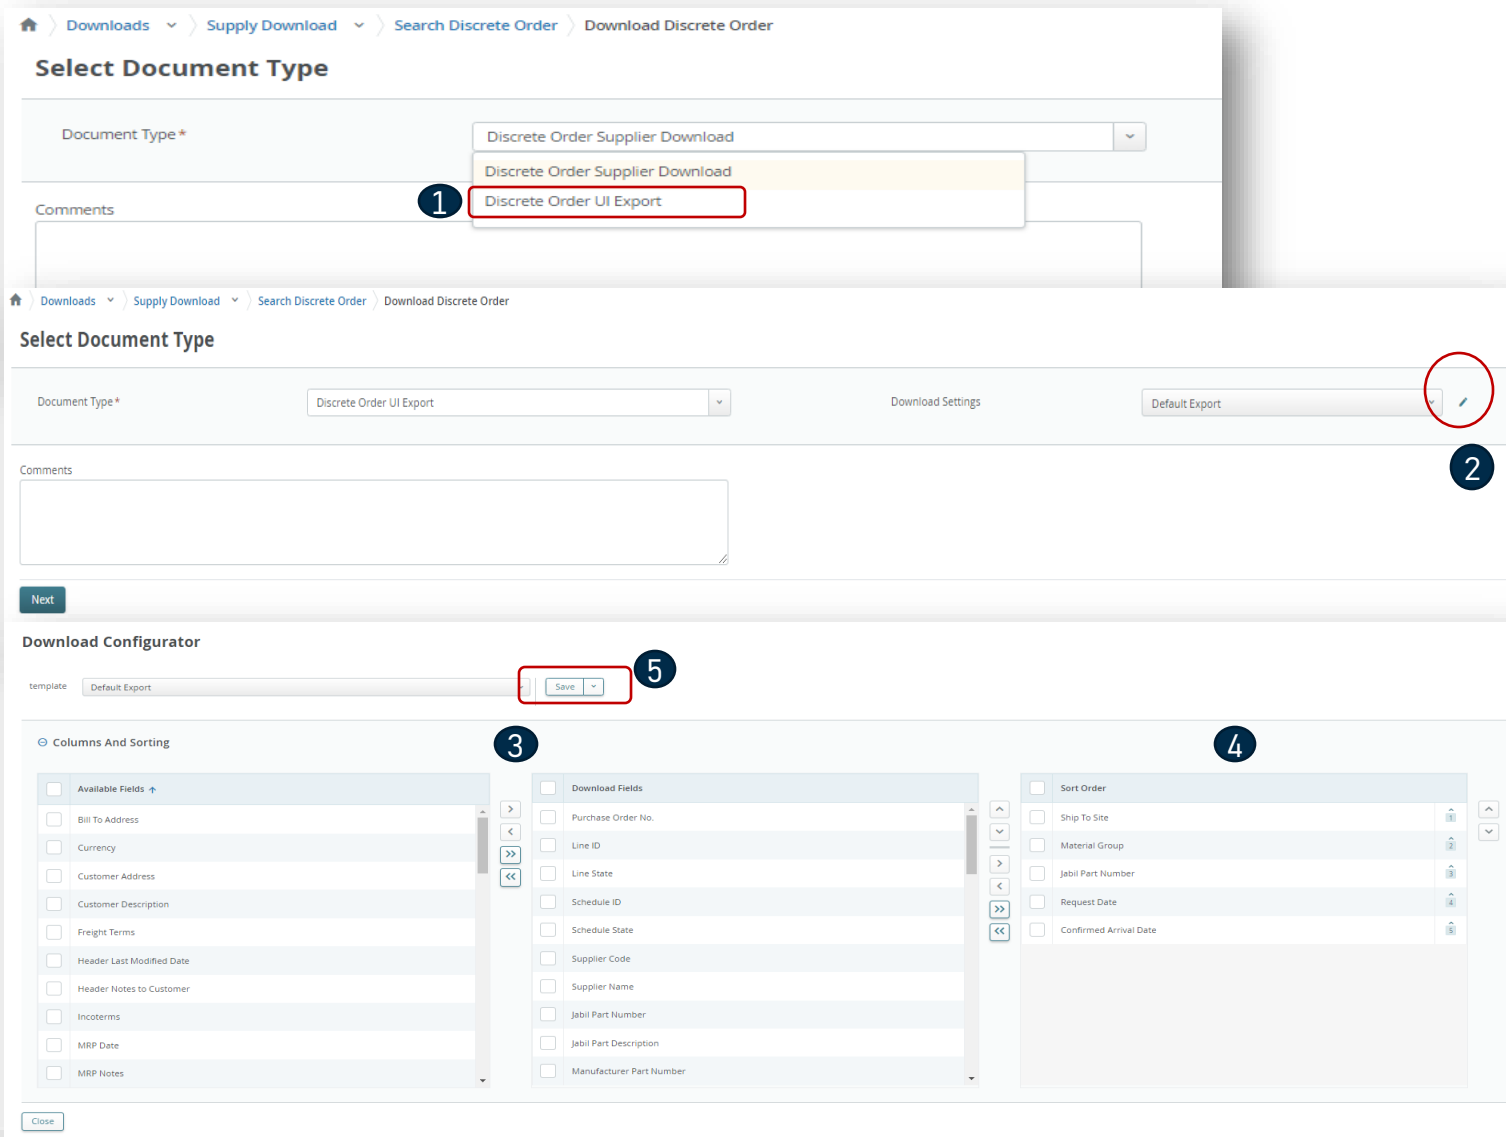 Downloads Supply Download Search Discrete Order Download Discrete Order
Select Document Type
Document Type*
Discrete Order Supplier Download
Discrete Order Supplier Download
1
Discrete Order UI Export
Comments
Downloads Supply Download Search Discrete Order Download Discrete Order
Select Document Type
Document Type*
Discrete Order UI Export
Download Settings
Default Export
2
Comments
Next
Download Configurator
template
Default Export
Save
5
Columns And Sorting
3
4
Available Fields
Bill To Address
Currency
Customer Address
Customer Description
Freight Terms
Header Last Modified Date
Header Notes to Customer
Incoterms
MRP Date
MRP Notes
Download Fields
Purchase Order No.
Line ID
Line State
Schedule ID
Schedule State
Supplier Code
Supplier Name
Jabil Part Number
Jabil Part Description
Manufacturer Part Number
Sort Order
Ship To Site 1
Material Group 2
Jabil Part Number 3
Request Date 4
Confirmed Arrival Date 5
Close